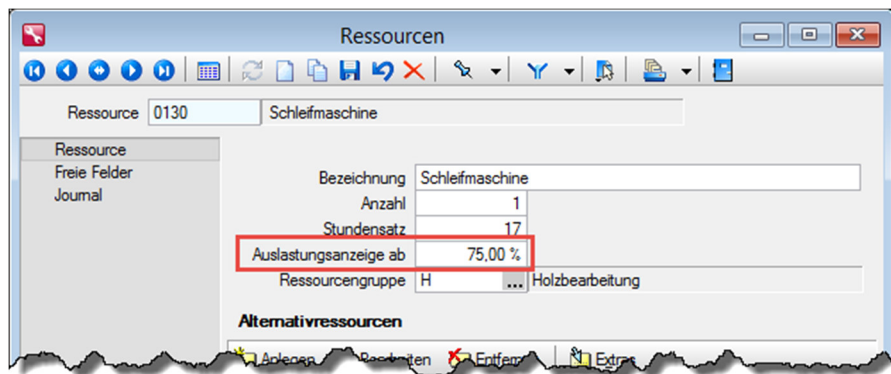 Ressourcen
Ressource 0130 Schleifmaschine
Ressource
Freie Felder
Journal
Bezeichnung Schleifmaschine
Anzahl 1
Stundensatz 17
Auslastungsanzeige ab 75,00 %
Ressourcengruppe H ... Holzbearbeitung
Alternativressourcen
Anlegen Bearbeiten Entfernen Extras